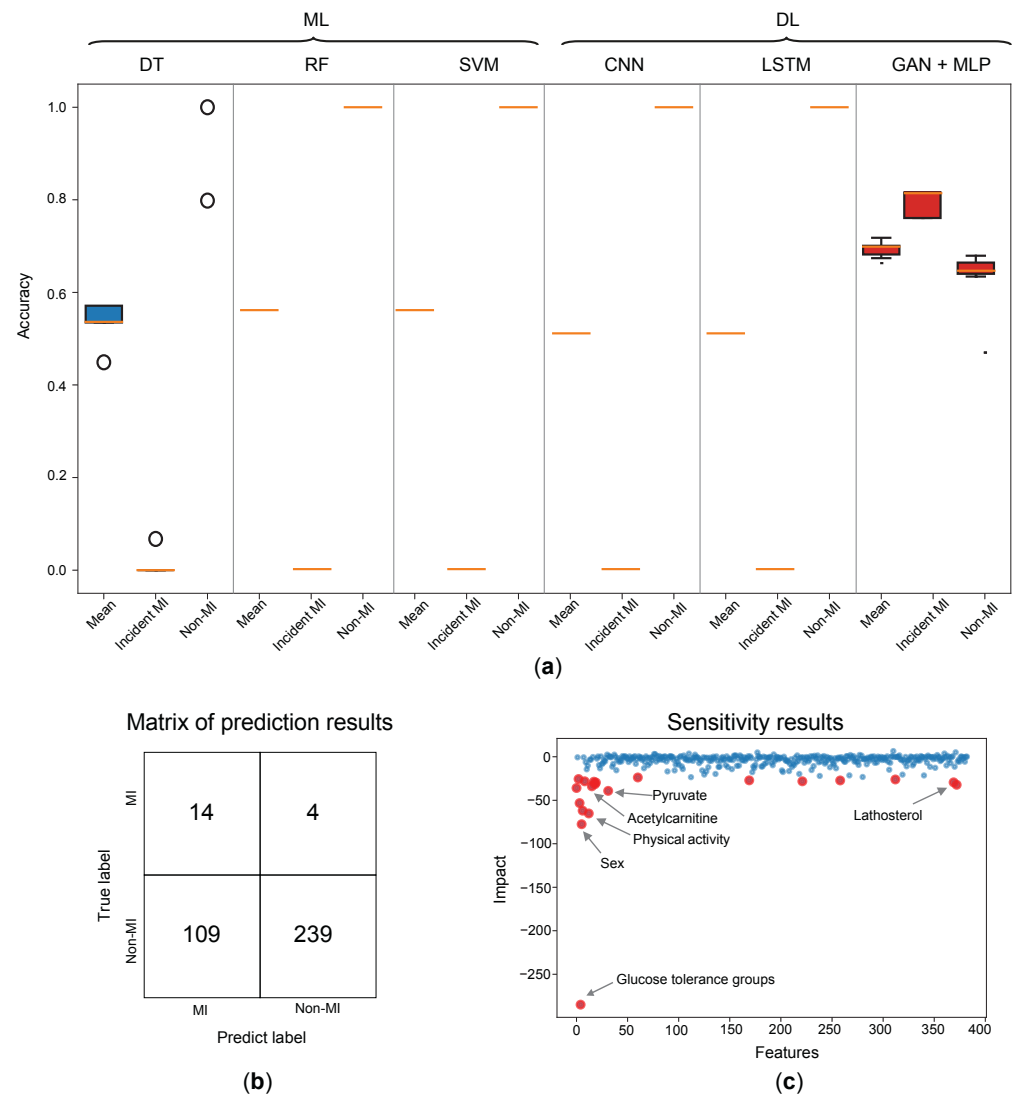 ML DL
DT RF SVM CNN LSTM GAN + MLP
Accuracy
1.0
0.8
0.6
0.4
0.2
0.0
Mean Incident MI Non-MI Mean Incident MI Non-MI Mean Incident MI Non-MI Mean Incident MI Non-MI Mean Incident MI Non-MI Mean Incident MI Non-MI
(a)
Matrix of prediction results
True label
MI
Non-MI
14 4
109 239
MI Non-MI
Predict label
(b)
Sensitivity results
Impact
0
−50
−100
−150
−200
−250
Pyruvate
Acetylcarnitine
Physical activity
Sex
Lathosterol
Glucose tolerance groups
0 50 100 150 200 250 300 350 400
Features
(c)